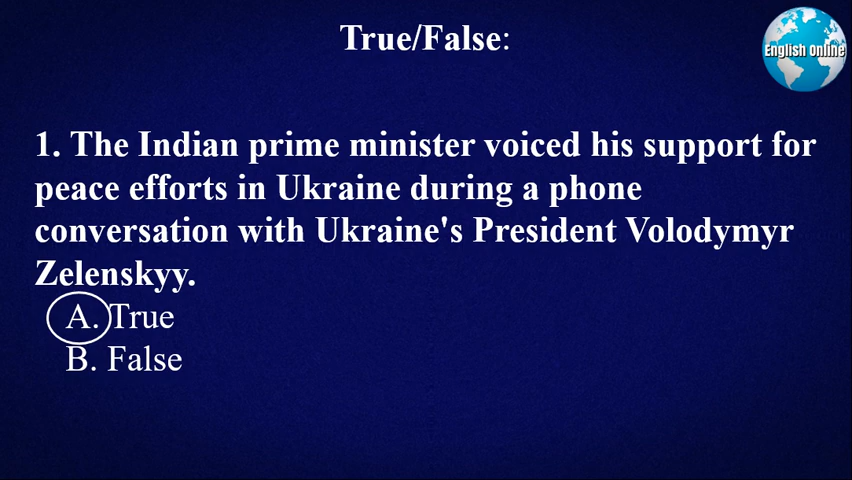 True/False:
English Online
1. The Indian prime minister voiced his support for
peace efforts in Ukraine during a phone
conversation with Ukraine's President Volodymyr
Zelenskyy.
A. True
B. False